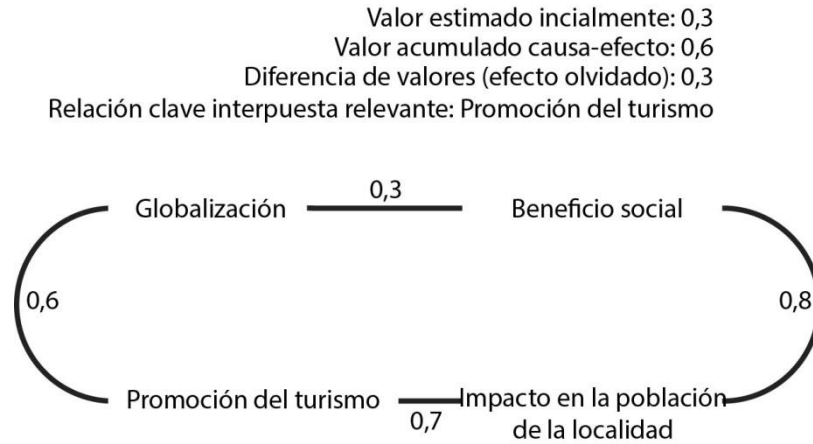 Valor estimado incialmente: 0,3
Valor acumulado causa-efecto: 0,6
Diferencia de valores (efecto olvidado): 0,3
Relación clave interpuesta relevante: Promoción del turismo
0,3
Globalización
Beneficio social
0,6
0,8
Promoción del turismo
0,7
Impacto en la población
de la localidad